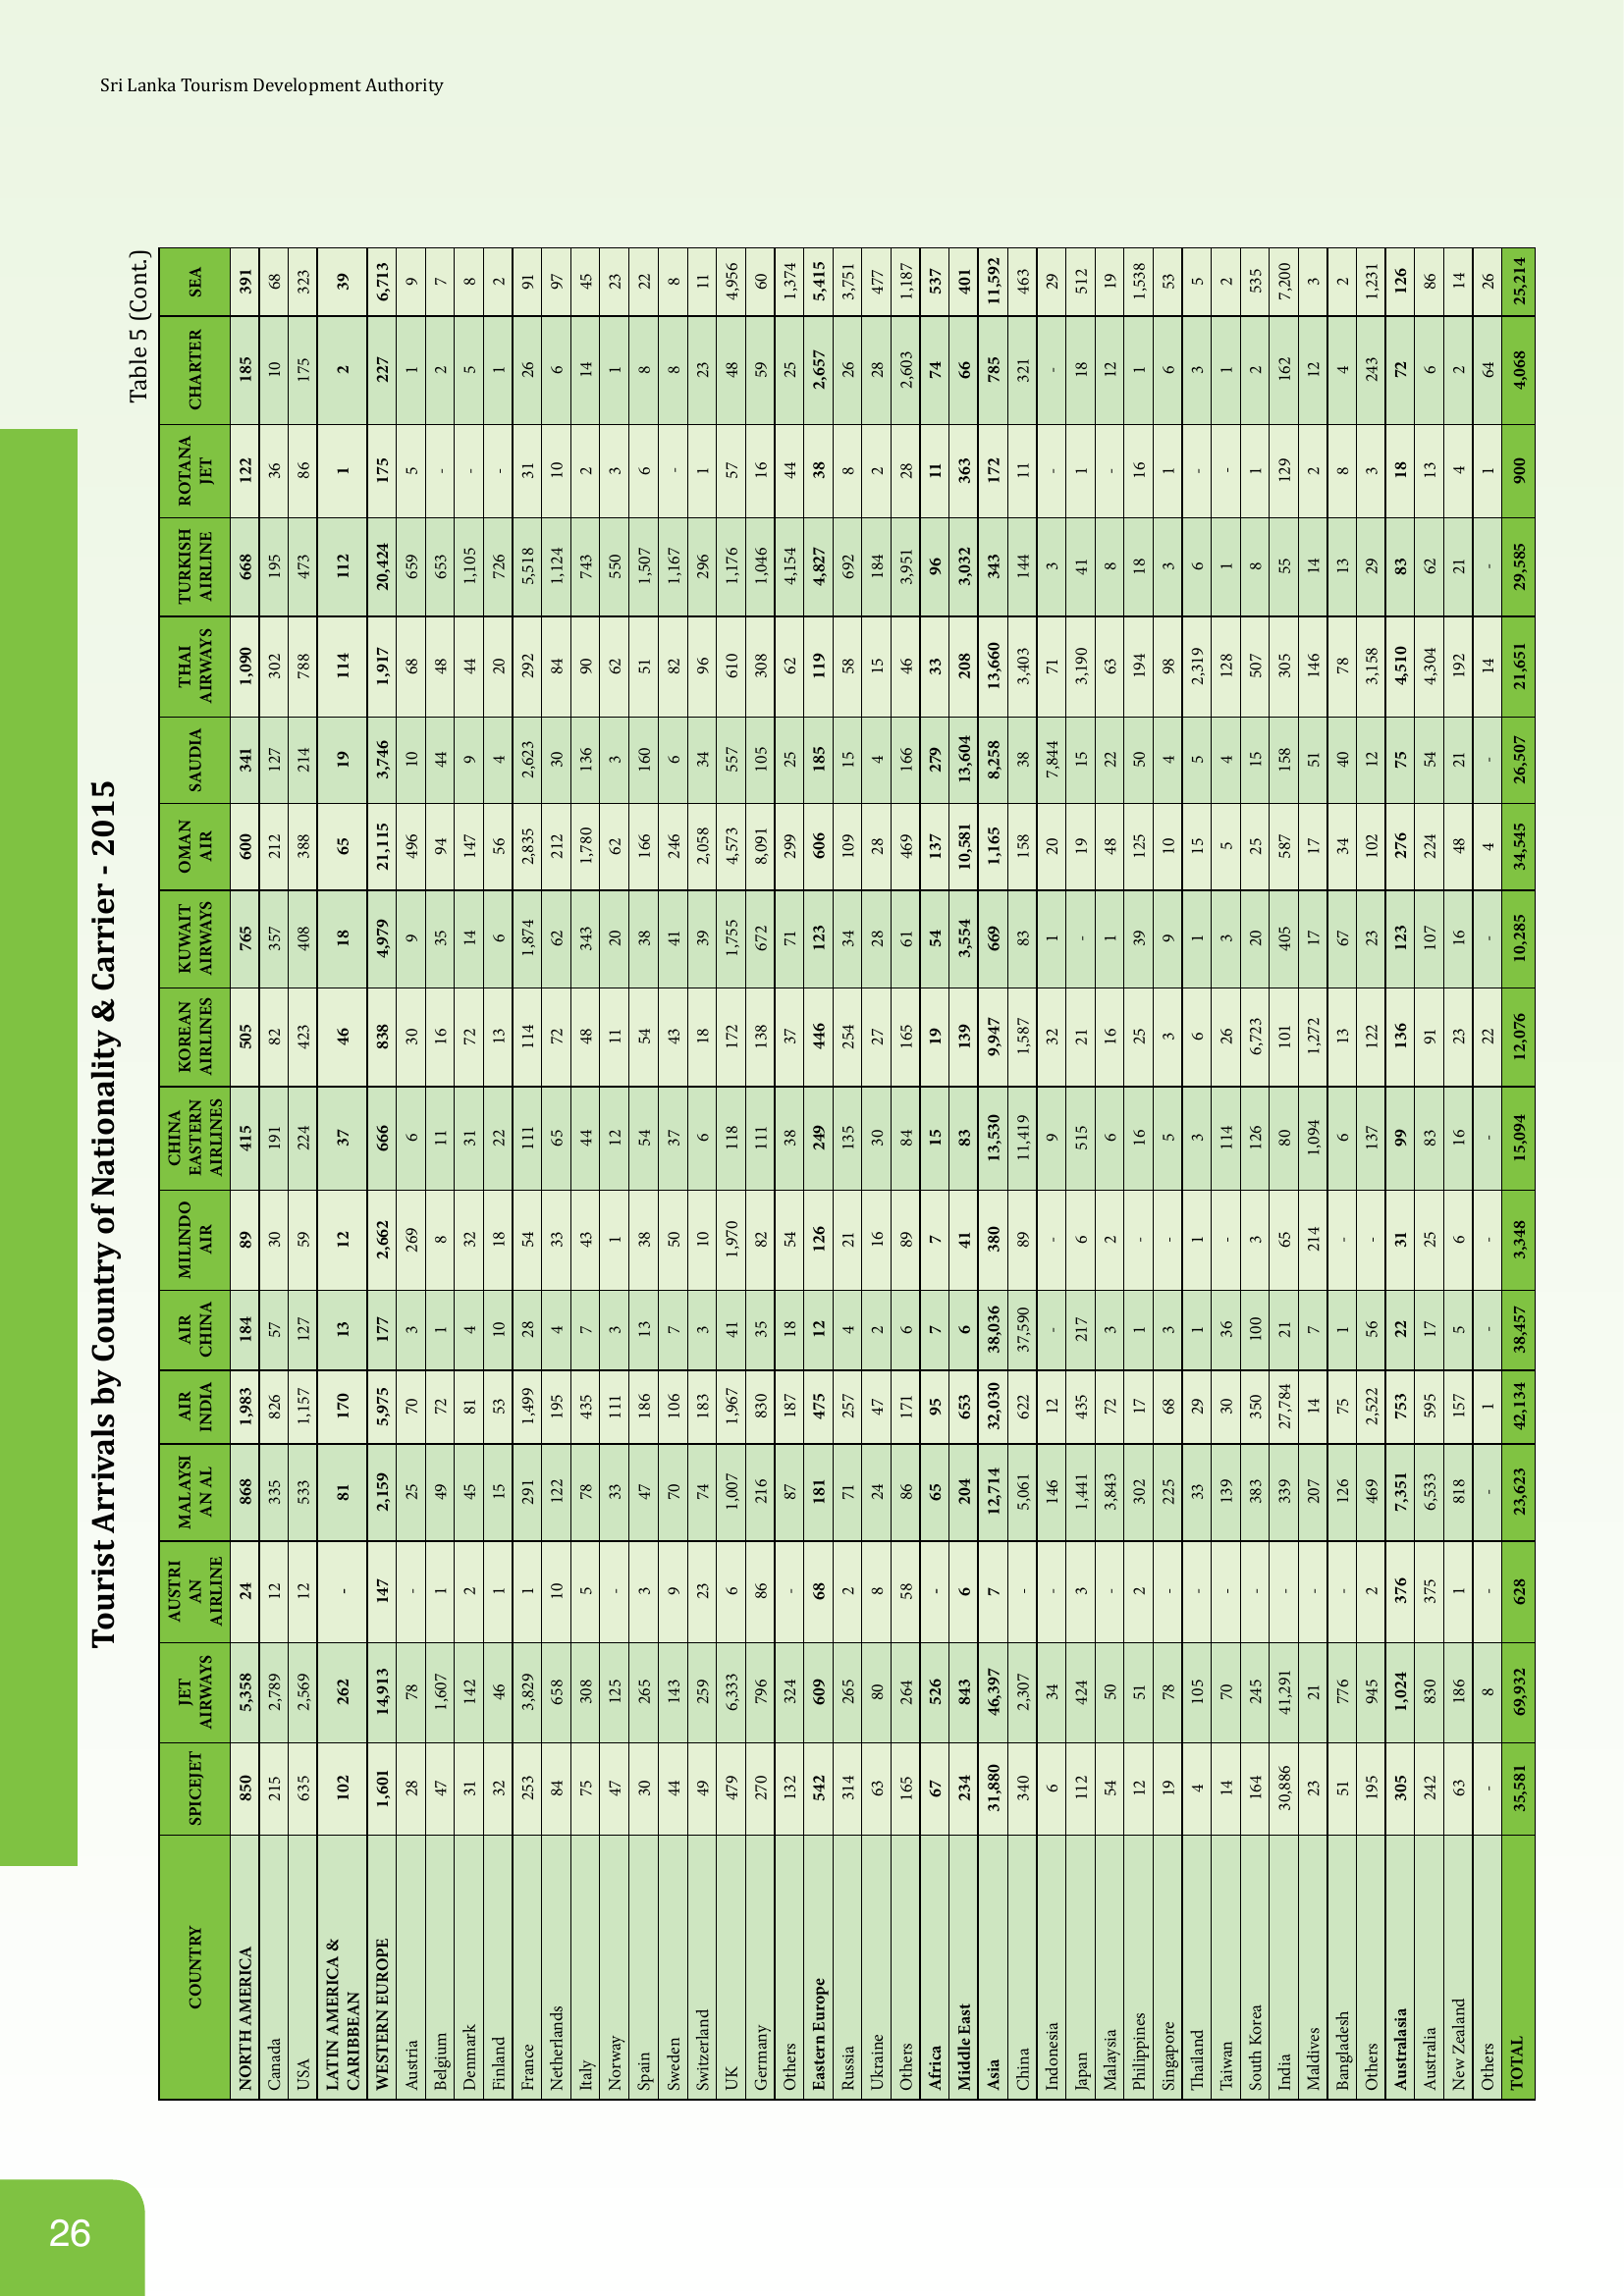 Sri Lanka Tourism Development Authority
Tourist Arrivals by Country of Nationality & Carrier - 2015
Table 5 (Cont.)
COUNTRY SPICEJET JET AIRWAYS AUSTRI AN AIRLINE MALAYSI AN AL AIR INDIA AIR CHINA MILINDO AIR CHINA EASTERN AIRLINES KOREAN AIRLINES KUWAIT AIRWAYS OMAN AIR SAUDIA THAI AIRWAYS TURKISH AIRLINE ROTANA JET CHARTER SEA
NORTH AMERICA 850 5,358 24 868 1,983 184 89 415 505 765 600 341 1,090 668 122 185 391
Canada 215 2,789 12 335 826 57 30 191 82 357 212 127 302 195 36 10 68
USA 635 2,569 12 533 1,157 127 59 224 423 408 388 214 788 473 86 175 323
LATIN AMERICA & CARIBBEAN 102 262 - 81 170 13 12 37 46 18 65 19 114 112 1 2 39
WESTERN EUROPE 1,601 14,913 147 2,159 5,975 177 2,662 666 838 4,979 21,115 3,746 1,917 20,424 175 227 6,713
Austria 28 78 - 25 70 3 269 6 30 9 496 10 68 659 5 1 9
Belgium 47 1,607 1 49 72 1 8 11 16 35 94 44 48 653 - 2 7
Denmark 31 142 2 45 81 4 32 31 72 14 147 9 44 1,105 - 5 8
Finland 32 46 1 15 53 10 18 22 13 6 56 4 20 726 - 1 2
France 253 3,829 1 291 1,499 28 54 111 114 1,874 2,835 2,623 292 5,518 31 26 91
Netherlands 84 658 10 122 195 4 33 65 72 62 212 30 84 1,124 10 6 97
Italy 75 308 5 78 435 7 43 44 48 343 1,780 136 90 743 2 14 45
Norway 47 125 - 33 111 3 1 12 11 20 62 3 62 550 3 1 23
Spain 30 265 3 47 186 13 38 54 54 38 166 160 51 1,507 6 8 22
Sweden 44 143 9 70 106 7 50 37 43 41 246 6 82 1,167 - 8 8
Switzerland 49 259 23 74 183 3 10 6 18 39 2,058 34 96 296 1 23 11
UK 479 6,333 6 1,007 1,967 41 1,970 118 172 1,755 4,573 557 610 1,176 57 48 4,956
Germany 270 796 86 216 830 35 82 111 138 672 8,091 105 308 1,046 16 59 60
Others 132 324 - 87 187 18 54 38 37 71 299 25 62 4,154 44 25 1,374
Eastern Europe 542 609 68 181 475 12 126 249 446 123 606 185 119 4,827 38 2,657 5,415
Russia 314 265 2 71 257 4 21 135 254 34 109 15 58 692 8 26 3,751
Ukraine 63 80 8 24 47 2 16 30 27 28 28 4 15 184 2 28 477
Others 165 264 58 86 171 6 89 84 165 61 469 166 46 3,951 28 2,603 1,187
Africa 67 526 - 65 95 7 7 15 19 54 137 279 33 96 11 74 537
Middle East 234 843 6 204 653 6 41 83 139 3,554 10,581 13,604 208 3,032 363 66 401
Asia 31,880 46,397 7 12,714 32,030 38,036 380 13,530 9,947 669 1,165 8,258 13,660 343 172 785 11,592
China 340 2,307 - 5,061 622 37,590 89 11,419 1,587 83 158 38 3,403 144 11 321 463
Indonesia 6 34 - 146 12 - - 9 32 1 20 7,844 71 3 - - 29
Japan 112 424 3 1,441 435 217 6 515 21 - 19 15 3,190 41 1 18 512
Malaysia 54 50 - 3,843 72 3 2 6 16 1 48 22 63 8 - 12 19
Philippines 12 51 2 302 17 1 - 16 25 39 125 50 194 18 16 1 1,538
Singapore 19 78 - 225 68 3 - 5 3 9 10 4 98 3 1 6 53
Thailand 4 105 - 33 29 1 1 3 6 1 15 5 2,319 6 - 3 5
Taiwan 14 70 - 139 30 36 - 114 26 3 5 4 128 1 - 1 2
South Korea 164 245 - 383 350 100 3 126 6,723 20 25 15 507 8 1 2 535
India 30,886 41,291 - 339 27,784 21 65 80 101 405 587 158 305 55 129 162 7,200
Maldives 23 21 - 207 14 7 214 1,094 1,272 17 17 51 146 14 2 12 3
Bangladesh 51 776 - 126 75 1 - 6 13 67 34 40 78 13 8 4 2
Others 195 945 2 469 2,522 56 - 137 122 23 102 12 3,158 29 3 243 1,231
Australasia 305 1,024 376 7,351 753 22 31 99 136 123 276 75 4,510 83 18 72 126
Australia 242 830 375 6,533 595 17 25 83 91 107 224 54 4,304 62 13 6 86
New Zealand 63 186 1 818 157 5 6 16 23 16 48 21 192 21 4 2 14
Others - 8 - - 1 - - - 22 - 4 - 14 - 1 64 26
TOTAL 35,581 69,932 628 23,623 42,134 38,457 3,348 15,094 12,076 10,285 34,545 26,507 21,651 29,585 900 4,068 25,214
26